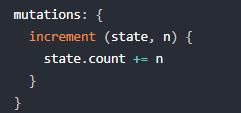 mutations: {
  increment (state, n) {
    state.count += n
  }
}